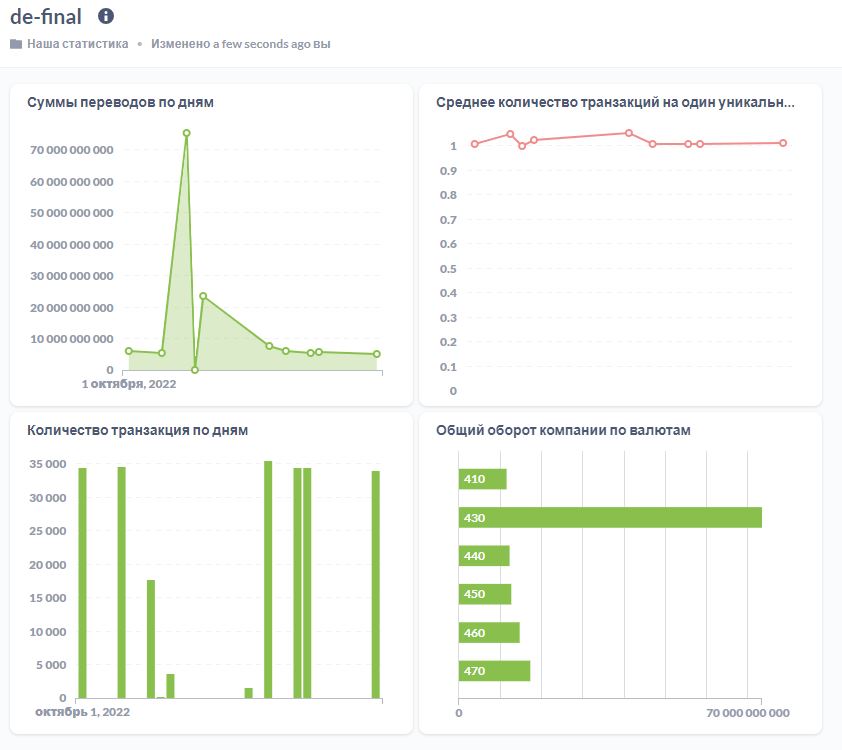 de-final
Наша статистика • Изменено a few seconds ago вы
Суммы переводов по дням
70 000 000 000
60 000 000 000
50 000 000 000
40 000 000 000
30 000 000 000
20 000 000 000
10 000 000 000
0
1 октября, 2022
Среднее количество транзакций на один уникальн...
1
0.9
0.8
0.7
0.6
0.5
0.4
0.3
0.2
0.1
0
Количество транзакция по дням
35 000
30 000
25 000
20 000
15 000
10 000
5 000
0
октябрь 1, 2022
Общий оборот компании по валютам
410
430
440
450
460
470
0
70 000 000 000